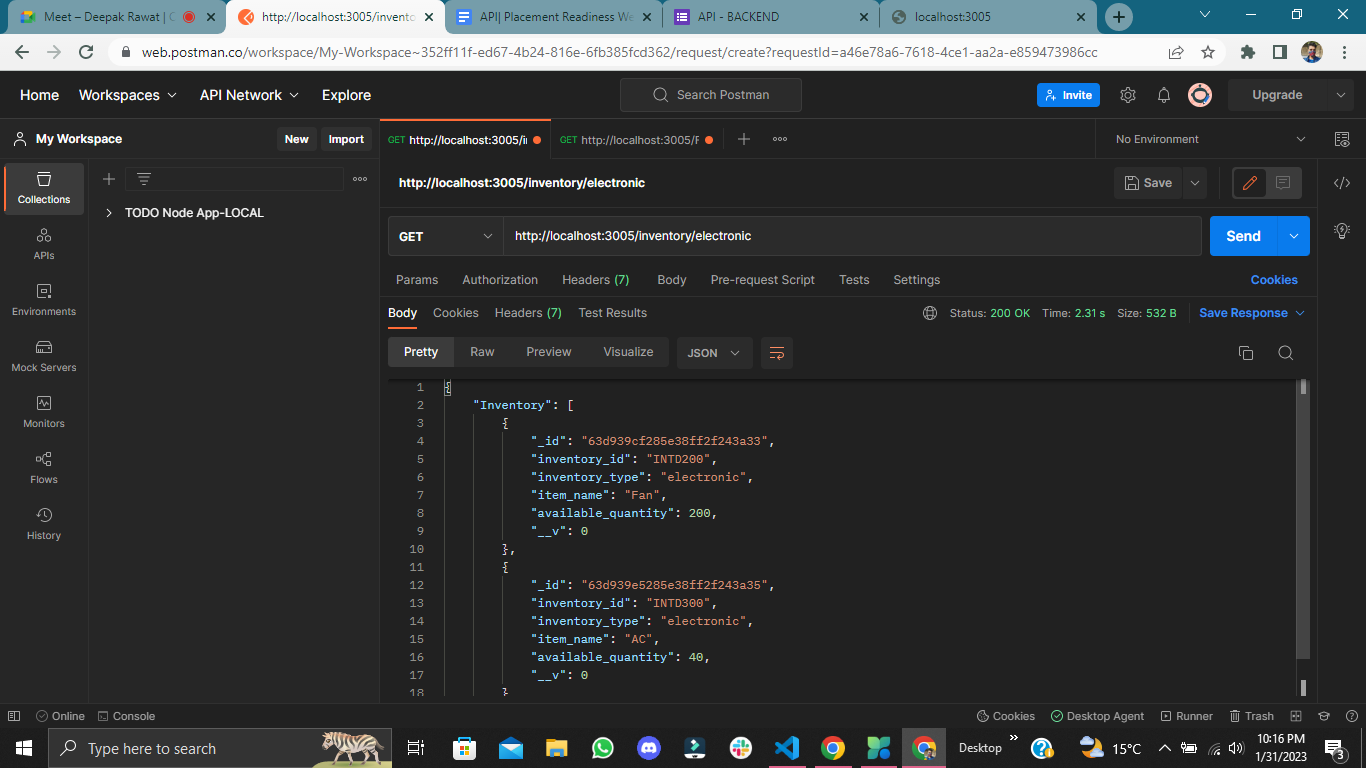 Meet – Deepak Rawat | C
http://localhost:3005/invento
API| Placement Readiness We
API - BACKEND
localhost:3005
web.postman.co/workspace/My-Workspace~352ff11f-ed67-4b24-816e-6fb385fcd362/request/create?requestId=a46e78a6-7618-4ce1-aa2a-e859473986cc
Home Workspaces API Network Explore Search Postman Invite Upgrade
My Workspace New Import
GET http://localhost:3005/i
GET http://localhost:3005/F
No Environment
Collections
APIs
Environments
Mock Servers
Monitors
Flows
History
TODO Node App-LOCAL
http://localhost:3005/inventory/electronic Save
GET http://localhost:3005/inventory/electronic Send
Params Authorization Headers (7) Body Pre-request Script Tests Settings Cookies
Body Cookies Headers (7) Test Results Status: 200 OK Time: 2.31 s Size: 532 B Save Response
Pretty Raw Preview Visualize JSON
1 {
2 "Inventory": [
3 {
4 "_id": "63d939cf285e38ff2f243a33",
5 "inventory_id": "INTD200",
6 "inventory_type": "electronic",
7 "item_name": "Fan",
8 "available_quantity": 200,
9 "__v": 0
10 },
11 {
12 "_id": "63d939e5285e38ff2f243a35",
13 "inventory_id": "INTD300",
14 "inventory_type": "electronic",
15 "item_name": "AC",
16 "available_quantity": 40,
17 "__v": 0
18 }
Online Console Cookies Desktop Agent Runner Trash
Type here to search Desktop 15°C 10:16 PM
1/31/2023 3